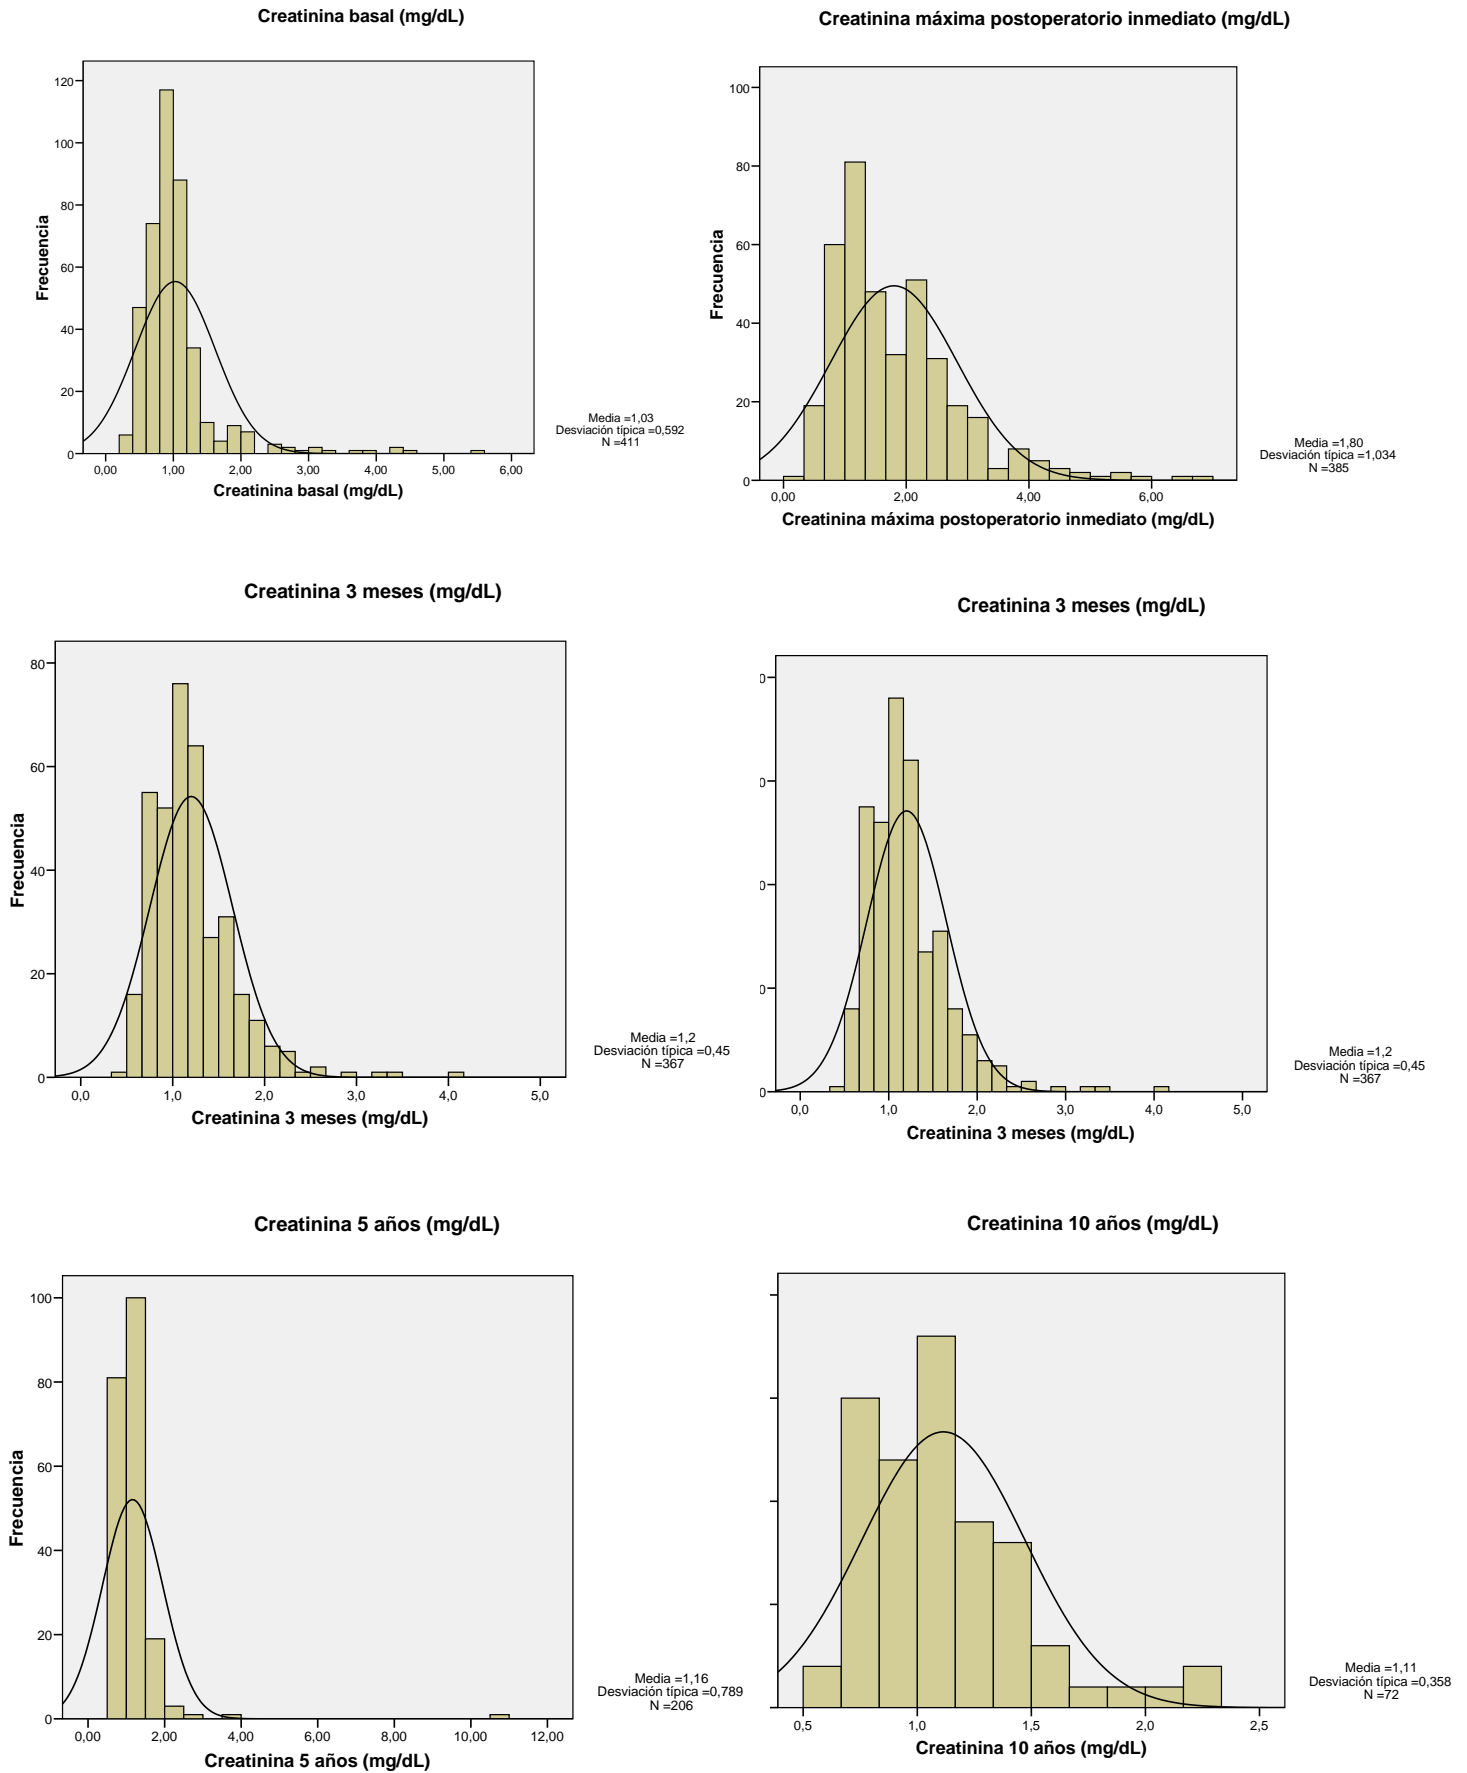 Creatinina basal (mg/dL)
120
100
80
60
40
20
0
Frecuencia
0,00 1,00 2,00 3,00 4,00 5,00 6,00
Creatinina basal (mg/dL)
Media =1,03
Desviación típica =0,592
N =411
Creatinina máxima postoperatorio inmediato (mg/dL)
100
80
60
40
20
0
Frecuencia
0,00 2,00 4,00 6,00
Creatinina máxima postoperatorio inmediato (mg/dL)
Media =1,80
Desviación típica =1,034
N =385
Creatinina 3 meses (mg/dL)
80
60
40
20
0
Frecuencia
0,0 1,0 2,0 3,0 4,0 5,0
Creatinina 3 meses (mg/dL)
Media =1,2
Desviación típica =0,45
N =367
Creatinina 3 meses (mg/dL)
0
0
0
0
0
0,0 1,0 2,0 3,0 4,0 5,0
Creatinina 3 meses (mg/dL)
Media =1,2
Desviación típica =0,45
N =367
Creatinina 5 años (mg/dL)
100
80
60
40
20
0
Frecuencia
0,00 2,00 4,00 6,00 8,00 10,00 12,00
Creatinina 5 años (mg/dL)
Media =1,16
Desviación típica =0,789
N =206
Creatinina 10 años (mg/dL)
0,5 1,0 1,5 2,0 2,5
Creatinina 10 años (mg/dL)
Media =1,11
Desviación típica =0,358
N =72